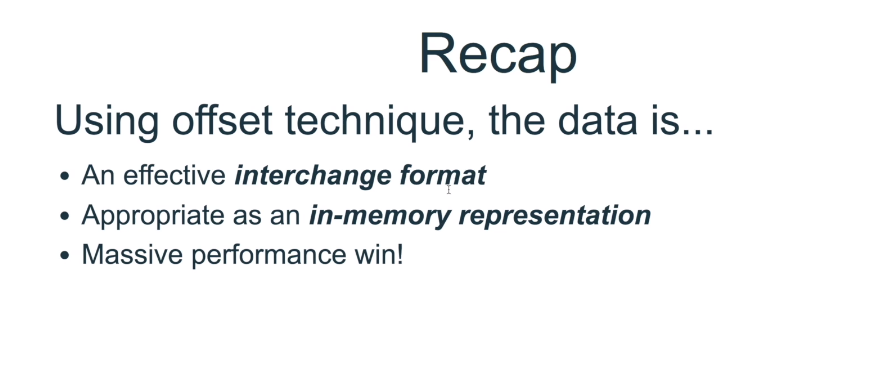 Recap
Using offset technique, the data is...
• An effective interchange format
• Appropriate as an in-memory representation
• Massive performance win!